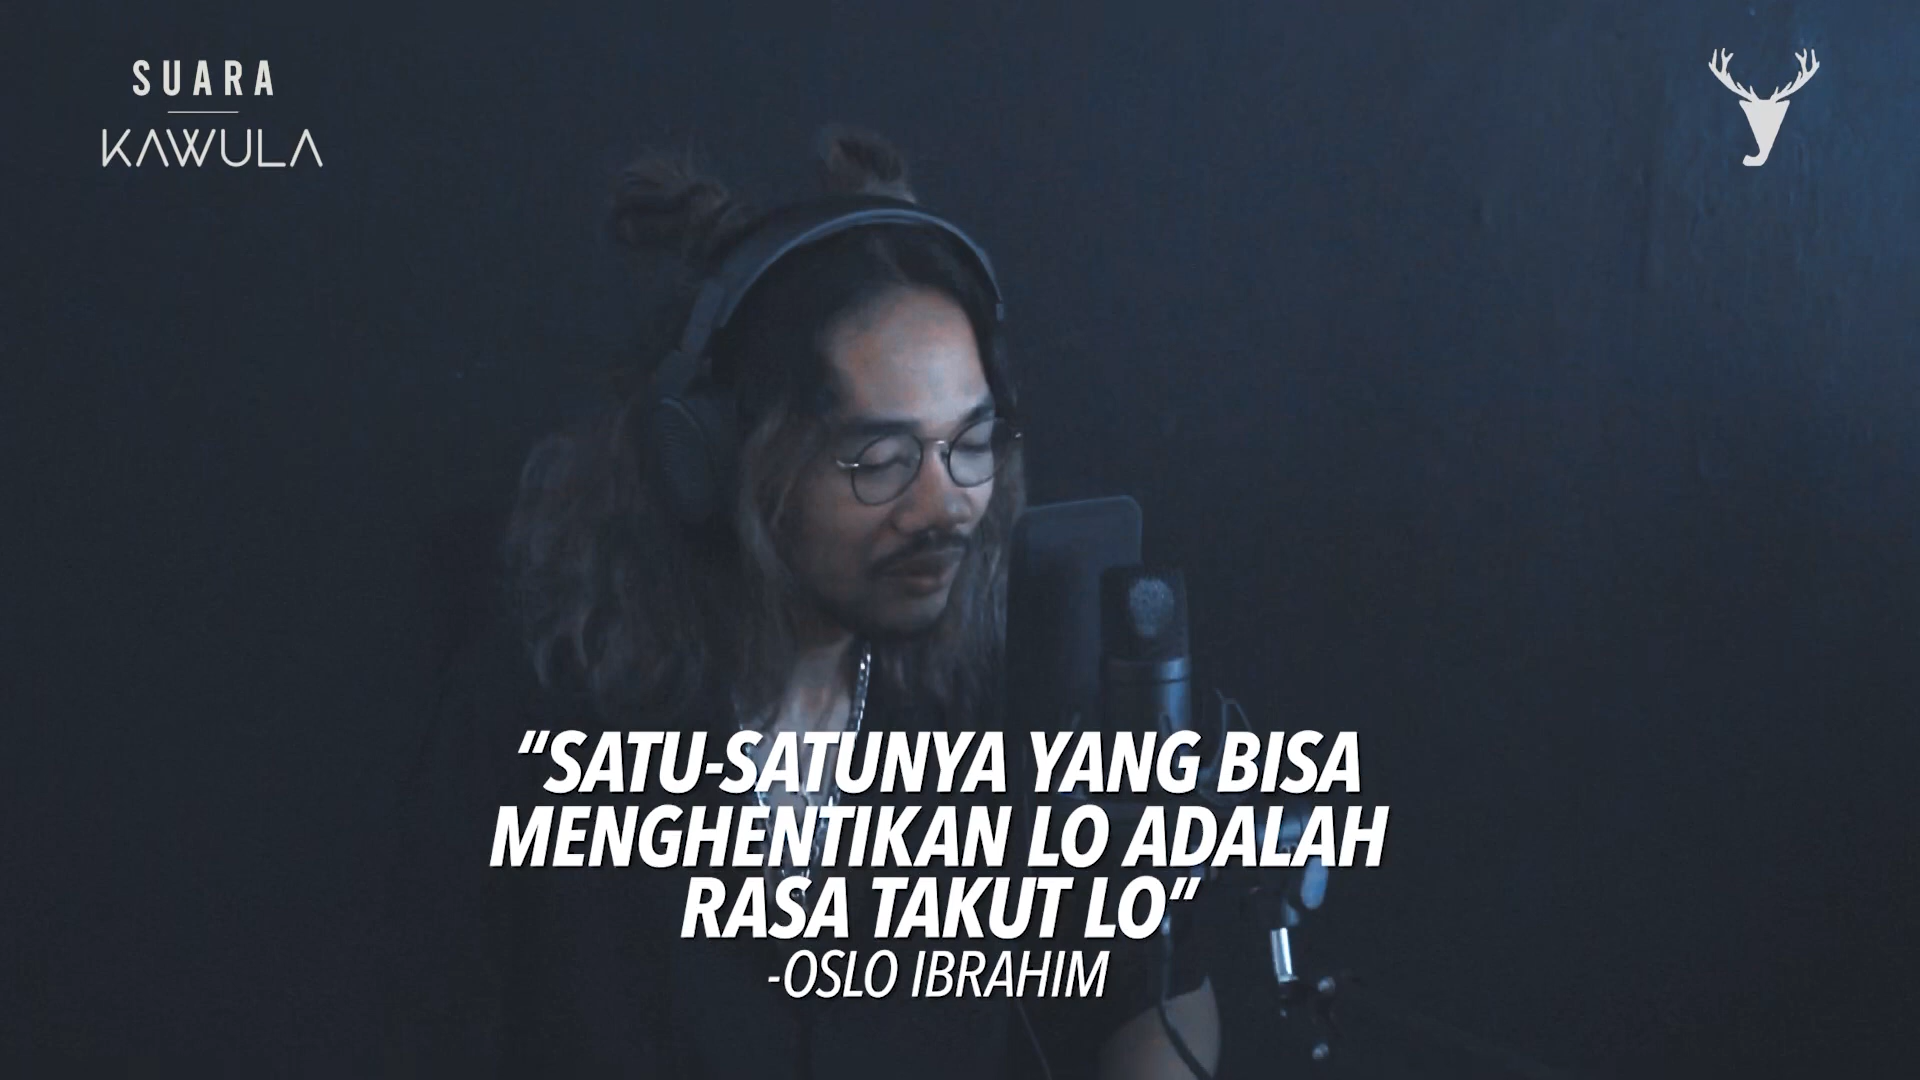 SUARA
KAWULA
“SATU-SATUNYA YANG BISA
MENGHENTIKAN LO ADALAH
RASA TAKUT LO”
-OSLO IBRAHIM